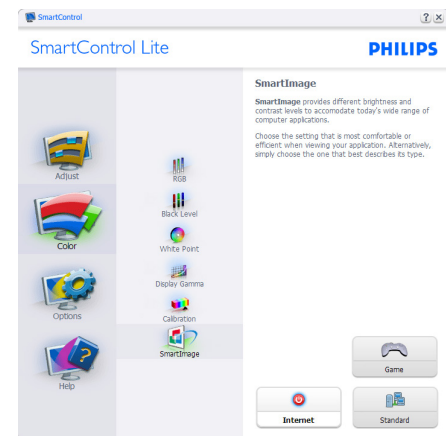 SmartControl
SmartControl Lite
PHILIPS
Adjust
Color
Options
Help
RGB
Black Level
White Point
Display Gamma
Calibration
SmartImage
SmartImage
SmartImage provides different brightness and
contrast levels to accomodate today's wide range of
computer applications.
Choose the setting that is most comfortable or
efficient when viewing your application. Alternatively,
simply choose the one that best describes its type.
Game
Internet
Standard